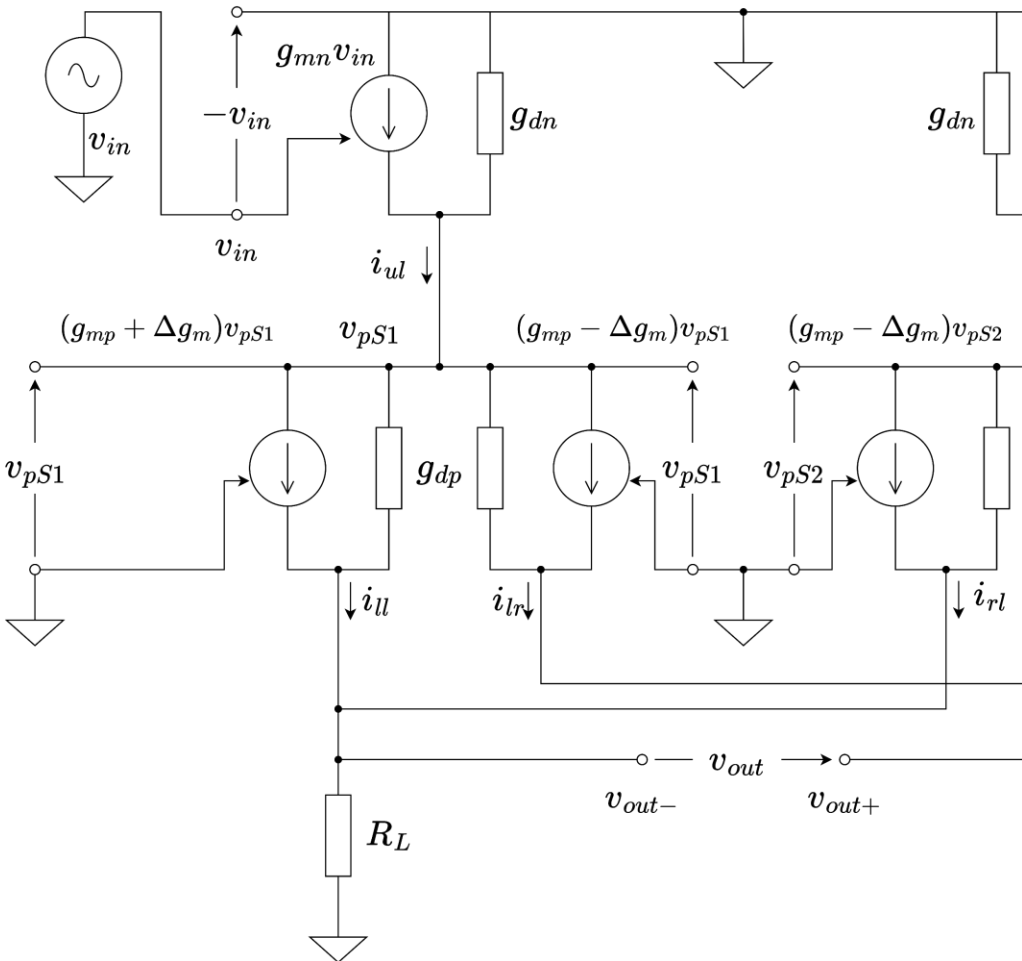 g_{mn}v_{in}
-v_{in}
g_{dn}
g_{dn}
v_{in}
v_{in}
i_{ul}
(g_{mp} + Δg_m)v_{pS1}
v_{pS1}
(g_{mp} − Δg_m)v_{pS1}
(g_{mp} − Δg_m)v_{pS2}
v_{pS1}
g_{dp}
v_{pS1}
v_{pS2}
i_{ll}
i_{lr}
i_{rl}
v_{out}
v_{out−}
v_{out+}
R_L